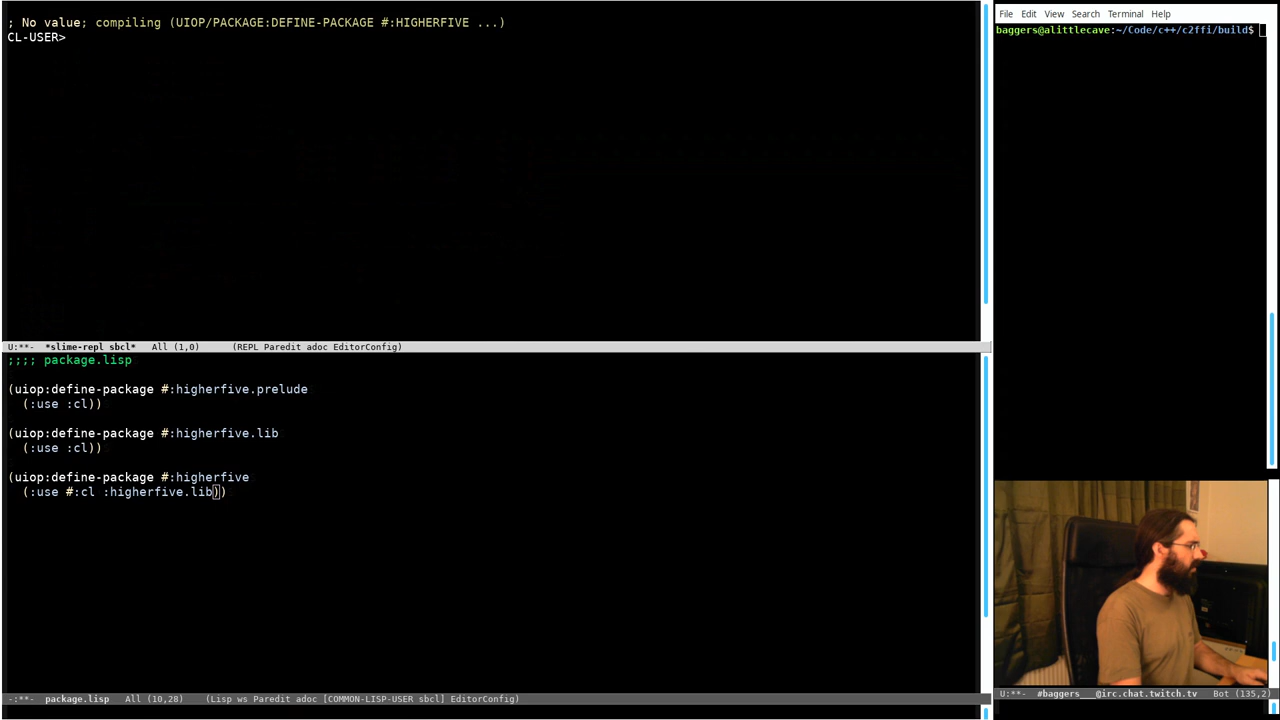 ; No value; compiling (UIOP/PACKAGE:DEFINE-PACKAGE #:HIGHERFIVE ...)
CL-USER>
U:**-  *slime-repl sbcl*   All (1,0)     (REPL Paredit adoc EditorConfig)
;;;; package.lisp
(uiop:define-package #:higherfive.prelude
  (:use :cl))
(uiop:define-package #:higherfive.lib
  (:use :cl))
(uiop:define-package #:higherfive
  (:use #:cl :higherfive.lib))
-:**-  package.lisp   All (10,28)   (Lisp ws Paredit adoc [COMMON-LISP-USER sbcl] EditorConfig)
File Edit View Search Terminal Help
baggers@alittlecave:~/Code/c++/c2ffi/build$
U:**-  #baggers___@irc.chat.twitch.tv   Bot (135,2)